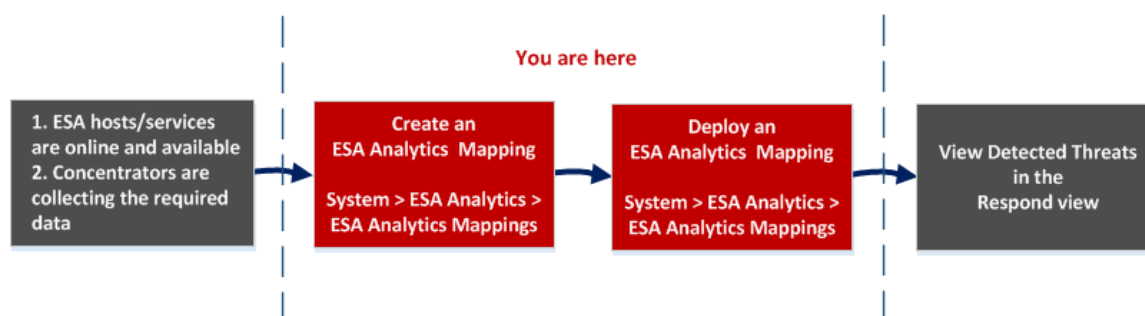 You are here
1. ESA hosts/services
are online and available
2. Concentrators are
collecting the required
data
Create an
ESA Analytics Mapping
System > ESA Analytics >
ESA Analytics Mappings
Deploy an
ESA Analytics Mapping
System > ESA Analytics >
ESA Analytics Mappings
View Detected Threats
in the
Respond view